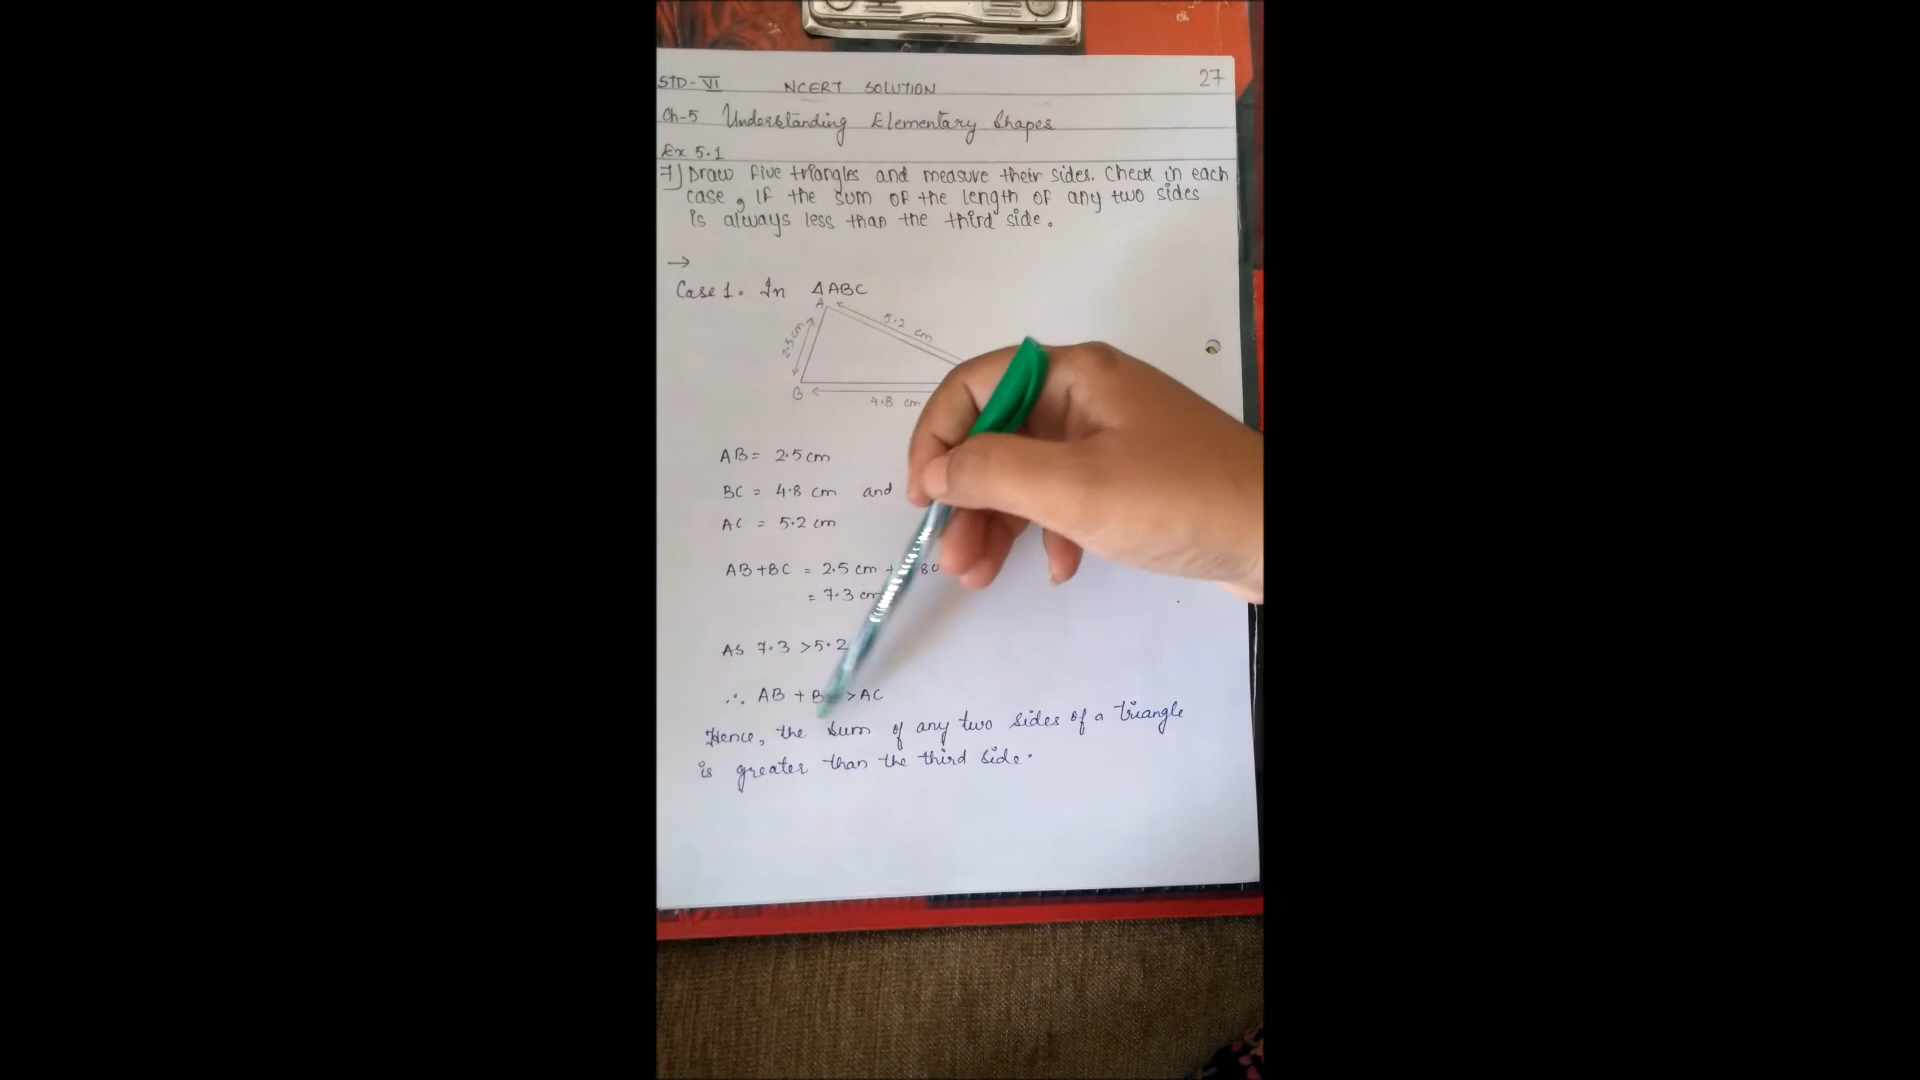 STD-VI NCERT SOLUTION 27
Ch-5 Understanding Elementary Shapes
Ex 5.1
7) Draw five triangles and measure their sides. Check in each
case, if the sum of the length of any two sides
is always less than the third side.
→
Case 1. In ΔABC
A
5.2 cm
2.5 cm
B
4.8 cm
AB = 2.5 cm
BC = 4.8 cm and
AC = 5.2 cm
AB+BC = 2.5 cm +
= 7.3 cm
As 7.3 > 5.2
∴ AB + B > AC
Hence, the sum of any two sides of a triangle
is greater than the third side.